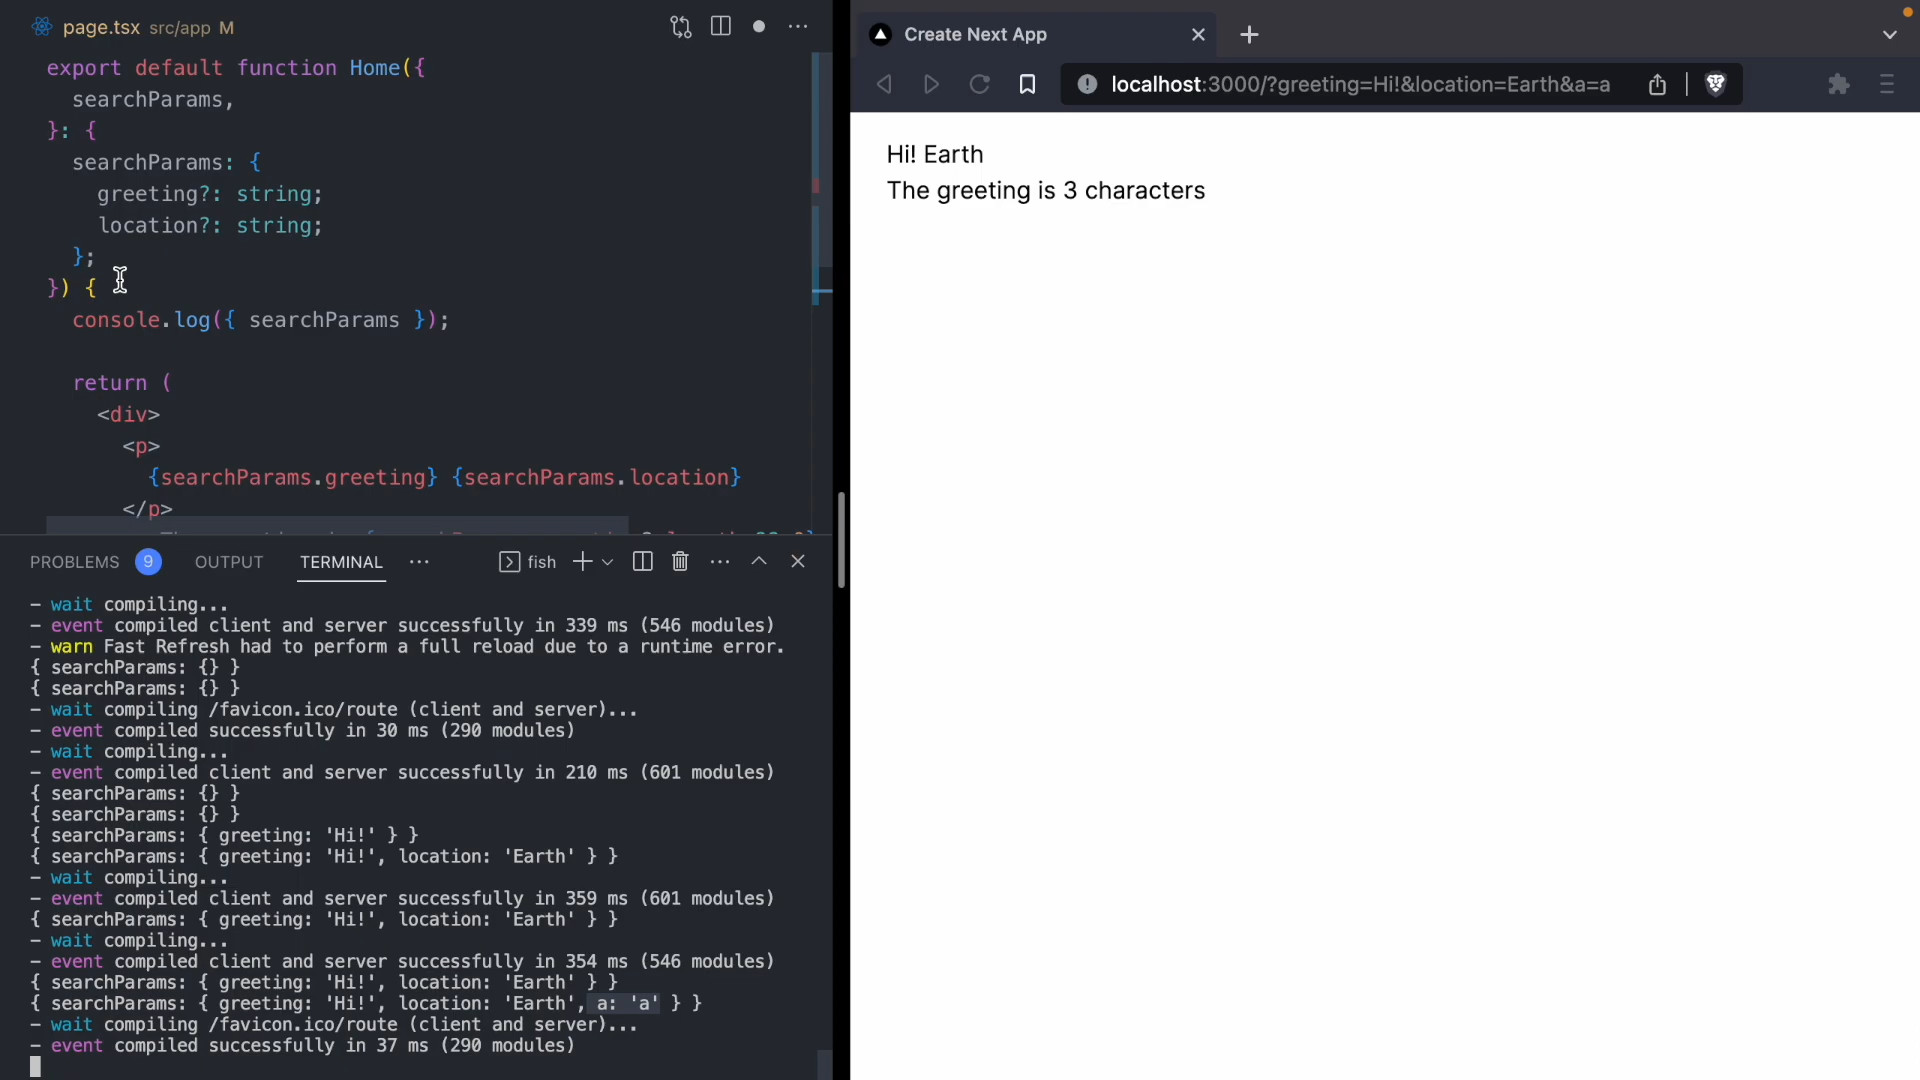 page.tsx src/app M
export default function Home({
searchParams,
}: {
searchParams: {
greeting?: string;
location?: string;
};
}) {
console.log({ searchParams });
return (
<div>
<p>
{searchParams.greeting} {searchParams.location}
</p>
PROBLEMS 9 OUTPUT TERMINAL ... fish
- wait compiling...
- event compiled client and server successfully in 339 ms (546 modules)
- warn Fast Refresh had to perform a full reload due to a runtime error.
{ searchParams: {} }
{ searchParams: {} }
- wait compiling /favicon.ico/route (client and server)...
- event compiled successfully in 30 ms (290 modules)
- wait compiling...
- event compiled client and server successfully in 210 ms (601 modules)
{ searchParams: {} }
{ searchParams: {} }
{ searchParams: { greeting: 'Hi!' } }
{ searchParams: { greeting: 'Hi!', location: 'Earth' } }
- wait compiling...
- event compiled client and server successfully in 359 ms (601 modules)
{ searchParams: { greeting: 'Hi!', location: 'Earth' } }
- wait compiling...
- event compiled client and server successfully in 354 ms (546 modules)
{ searchParams: { greeting: 'Hi!', location: 'Earth' } }
{ searchParams: { greeting: 'Hi!', location: 'Earth', a: 'a' } }
- wait compiling /favicon.ico/route (client and server)...
- event compiled successfully in 37 ms (290 modules)
Create Next App
localhost:3000/?greeting=Hi!&location=Earth&a=a
Hi! Earth
The greeting is 3 characters